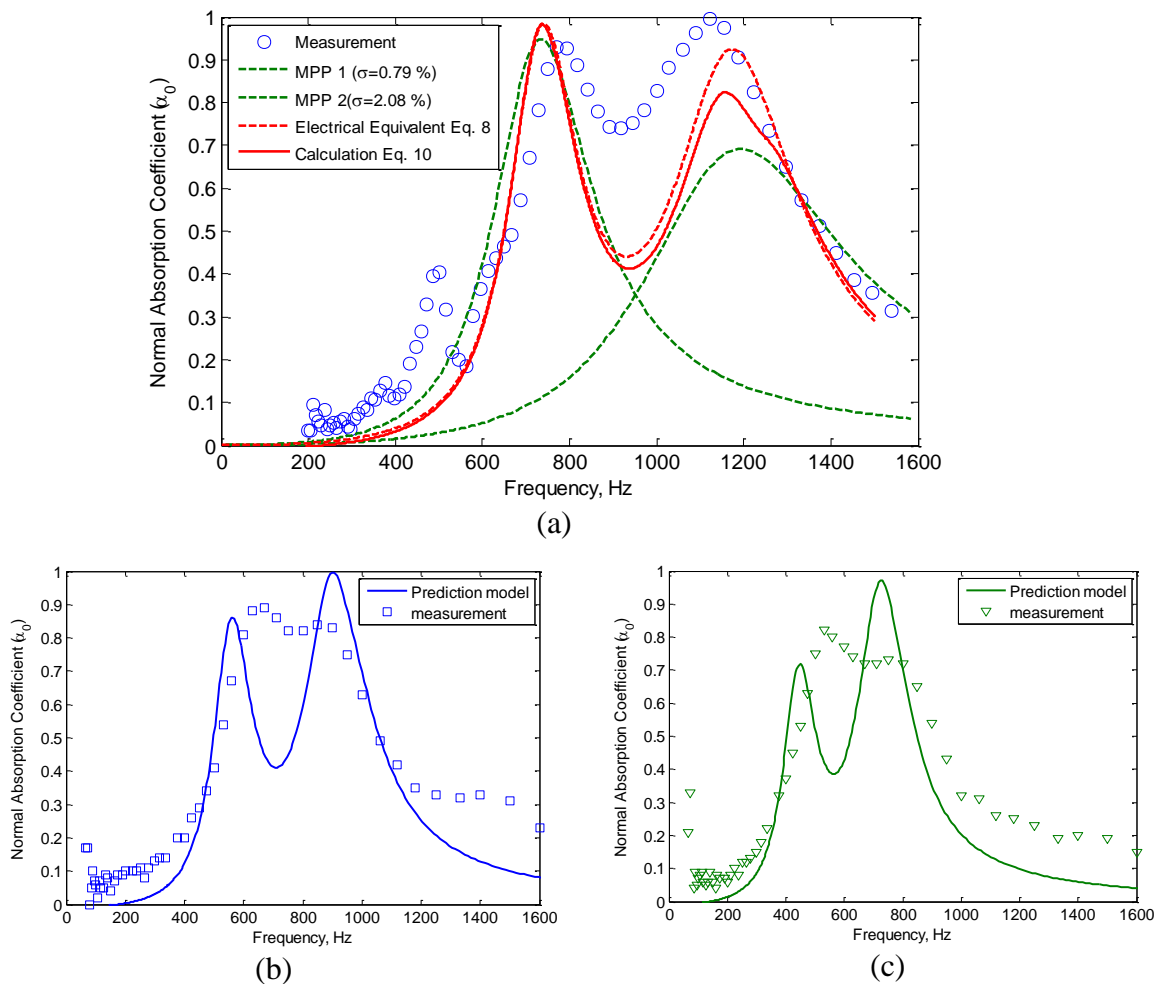 1
0.9
0.8
0.7
0.6
0.5
0.4
0.3
0.2
0.1
0
Normal Absorption Coefficient (α0)
Measurement
MPP 1 (σ=0.79 %)
MPP 2(σ=2.08 %)
Electrical Equivalent Eq. 8
Calculation Eq. 10
0 200 400 600 800 1000 1200 1400 1600
Frequency, Hz
(a)
1
0.9
0.8
0.7
0.6
0.5
0.4
0.3
0.2
0.1
0
Normal Absorption Coefficient (α0)
Prediction model
measurement
0 200 400 600 800 1000 1200 1400 1600
Frequency, Hz
(b)
1
0.9
0.8
0.7
0.6
0.5
0.4
0.3
0.2
0.1
0
Normal Absorption Coefficient (α0)
Prediction model
measurement
0 200 400 600 800 1000 1200 1400 1600
Frequency, Hz
(c)